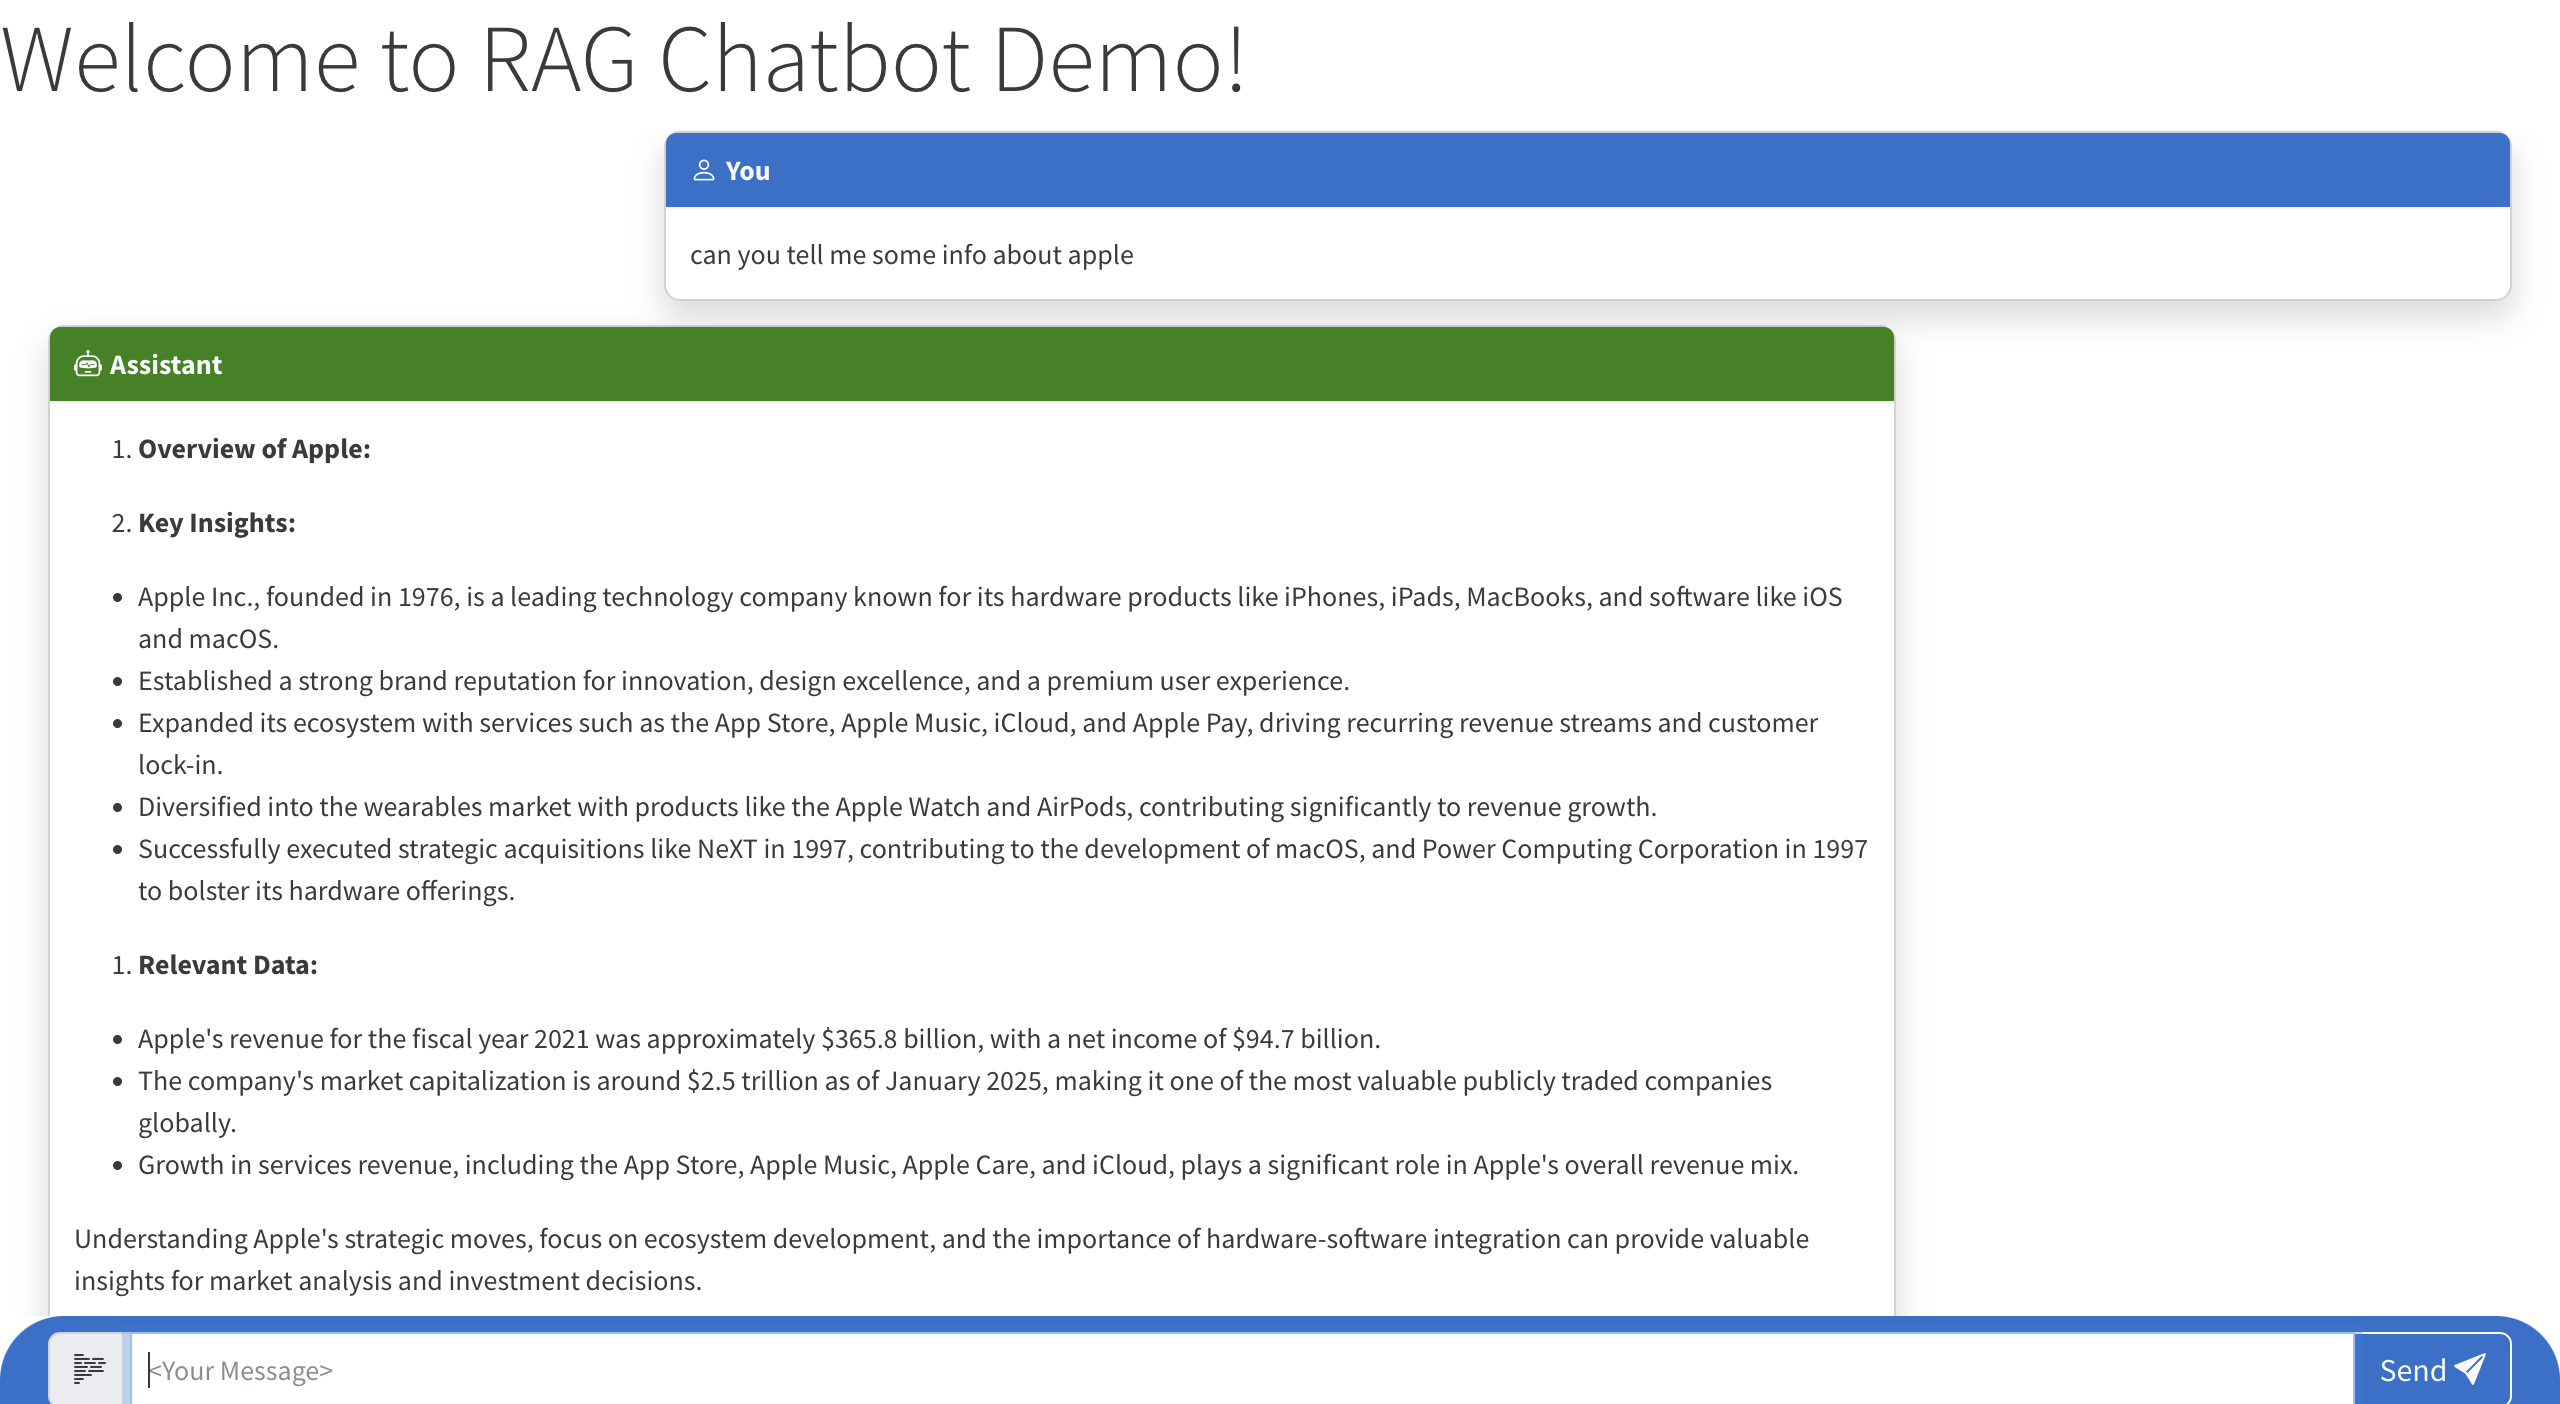 Welcome to RAG Chatbot Demo!
You
can you tell me some info about apple
Assistant
1. Overview of Apple:
2. Key Insights:
• Apple Inc., founded in 1976, is a leading technology company known for its hardware products like iPhones, iPads, MacBooks, and software like iOS
and macOS.
• Established a strong brand reputation for innovation, design excellence, and a premium user experience.
• Expanded its ecosystem with services such as the App Store, Apple Music, iCloud, and Apple Pay, driving recurring revenue streams and customer
lock-in.
• Diversified into the wearables market with products like the Apple Watch and AirPods, contributing significantly to revenue growth.
• Successfully executed strategic acquisitions like NeXT in 1997, contributing to the development of macOS, and Power Computing Corporation in 1997
to bolster its hardware offerings.
1. Relevant Data:
• Apple's revenue for the fiscal year 2021 was approximately $365.8 billion, with a net income of $94.7 billion.
• The company's market capitalization is around $2.5 trillion as of January 2025, making it one of the most valuable publicly traded companies
globally.
• Growth in services revenue, including the App Store, Apple Music, Apple Care, and iCloud, plays a significant role in Apple's overall revenue mix.
Understanding Apple's strategic moves, focus on ecosystem development, and the importance of hardware-software integration can provide valuable
insights for market analysis and investment decisions.
<Your Message>
Send